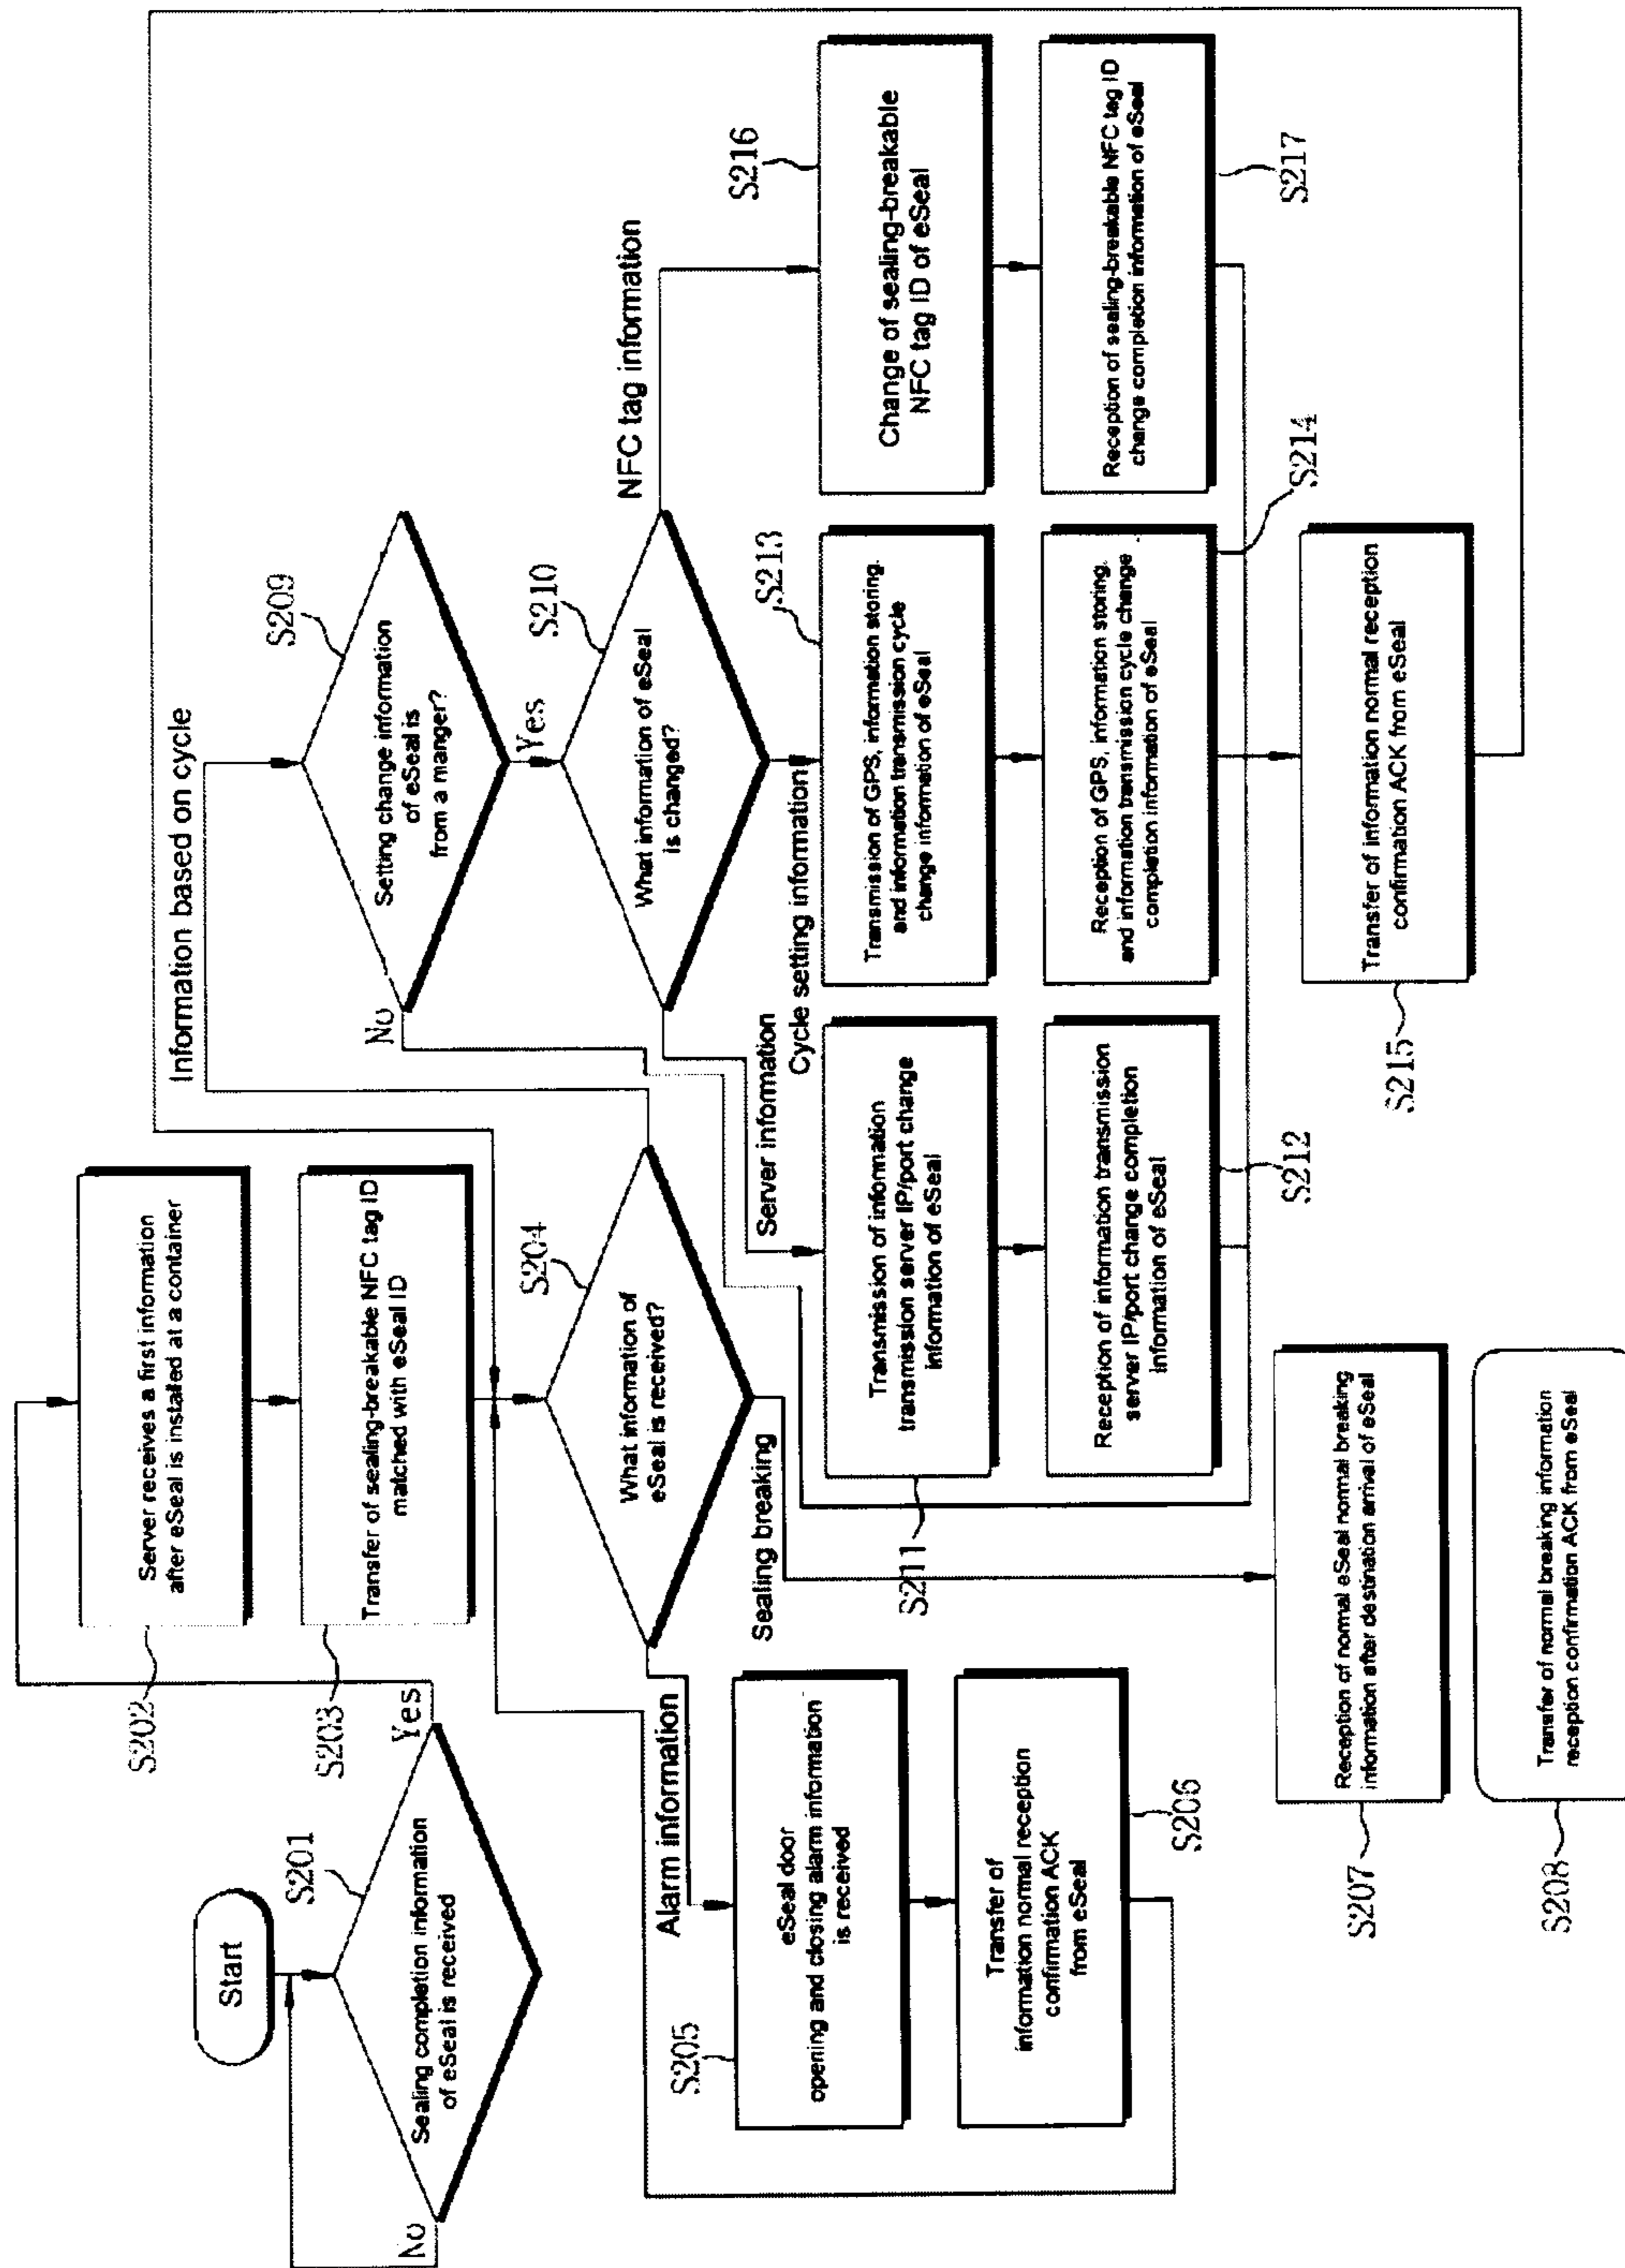 Start
S201
Sealing completion information
of eSeal is received
No
Yes
S202
Server receives a first information
after eSeal is installed at a container
S203
Transfer of sealing-breakable NFC tag ID
matched with eSeal ID
S204
What information of
eSeal is received?
Alarm information
Sealing breaking
Information based on cycle
S205
eSeal door
opening and closing alarm information
is received
Transfer of
information normal reception
confirmation ACK
from eSeal
S206
S207
Reception of normal eSeal normal breaking
information after destination arrival of eSeal
S208
Transfer of normal breaking information
reception confirmation ACK from eSeal
S209
Setting change information
of eSeal is
from a manger?
No
Yes
S210
What information of eSeal
is changed?
Server information
Cycle setting information
NFC tag information
S211
Transmission of information
transmission server IP/port change
information of eSeal
Reception of information transmission
server IP/port change completion
information of eSeal
S212
S213
Transmission of GPS, information storing,
and information transmission cycle
change information of eSeal
Reception of GPS, information storing,
and information transmission cycle change
completion information of eSeal
S214
S215
Transfer of information normal reception
confirmation ACK from eSeal
S216
Change of sealing-breakable
NFC tag ID of eSeal
Reception of sealing-breakable NFC tag ID
change completion information of eSeal
S217